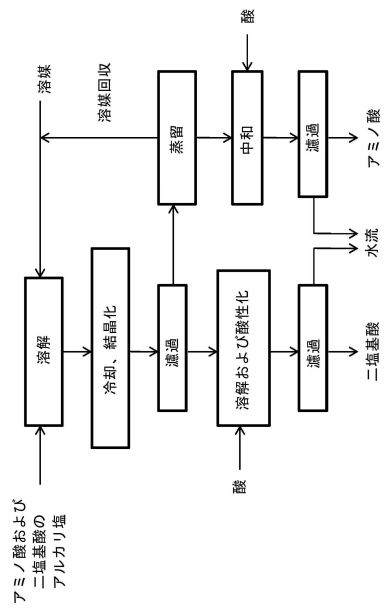 アミノ酸および
二塩基酸の
アルカリ塩
溶解
溶媒
冷却、結晶化
溶媒回収
濾過
蒸留
酸
溶解および酸性化
中和
酸
濾過
濾過
二塩基酸
水流
アミノ酸